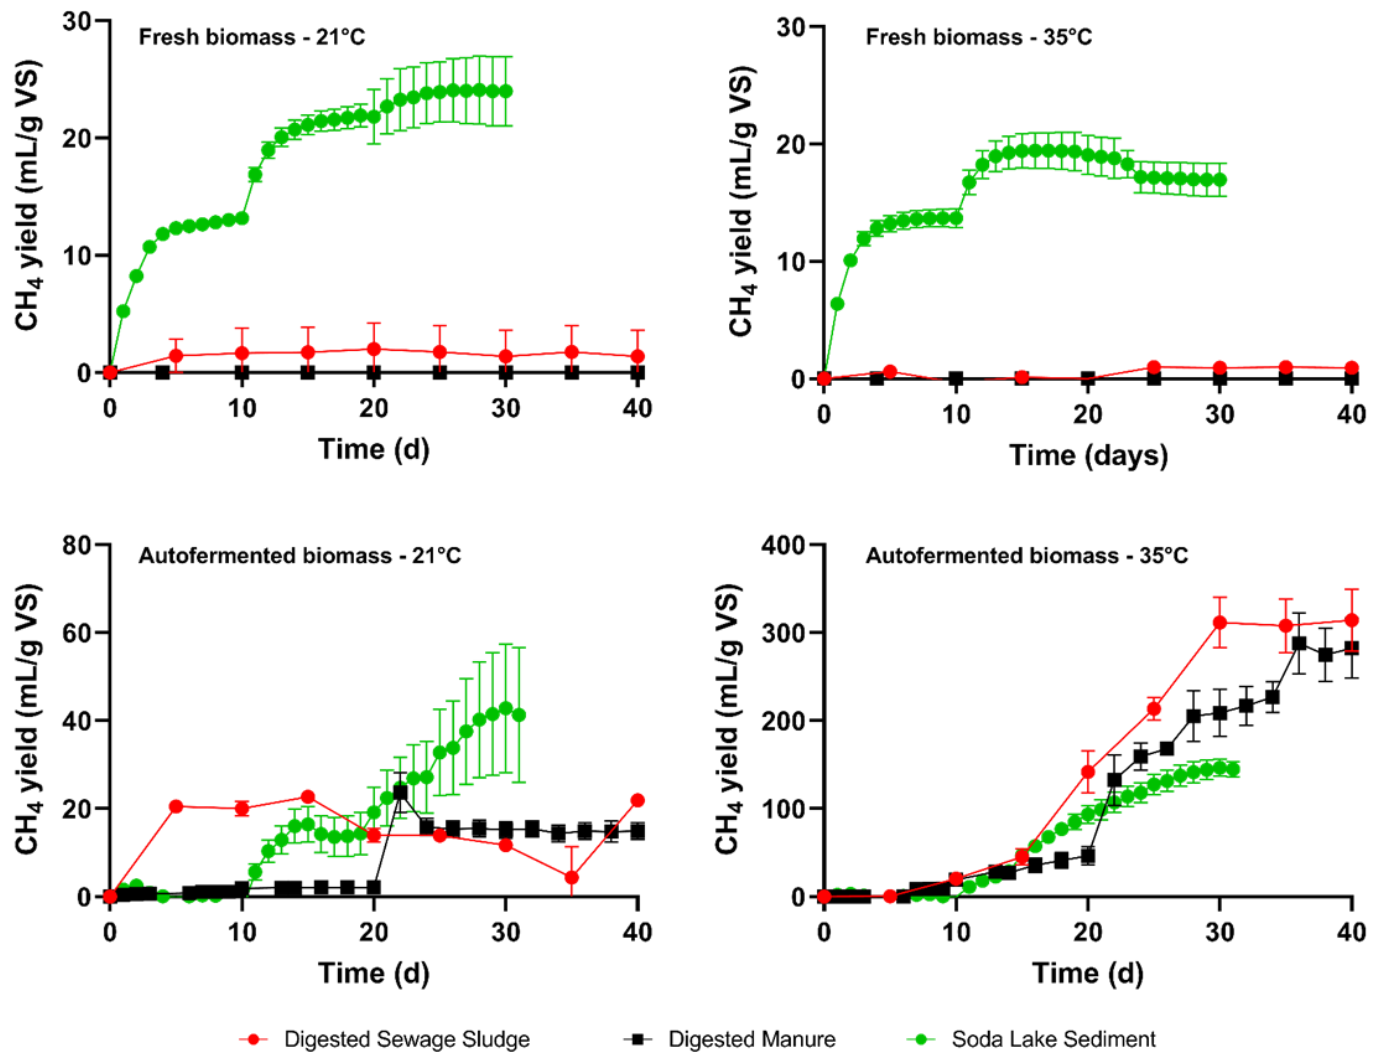 Fresh biomass - 21°C
CH4 yield (mL/g VS)
30
20
10
0
0 10 20 30 40
Time (d)
Fresh biomass - 35°C
CH4 yield (mL/g VS)
30
20
10
0
0 10 20 30 40
Time (days)
Autofermented biomass - 21°C
CH4 yield (mL/g VS)
80
60
40
20
0
0 10 20 30 40
Time (d)
Autofermented biomass - 35°C
CH4 yield (mL/g VS)
400
300
200
100
0
0 10 20 30 40
Time (d)
Digested Sewage Sludge Digested Manure Soda Lake Sediment